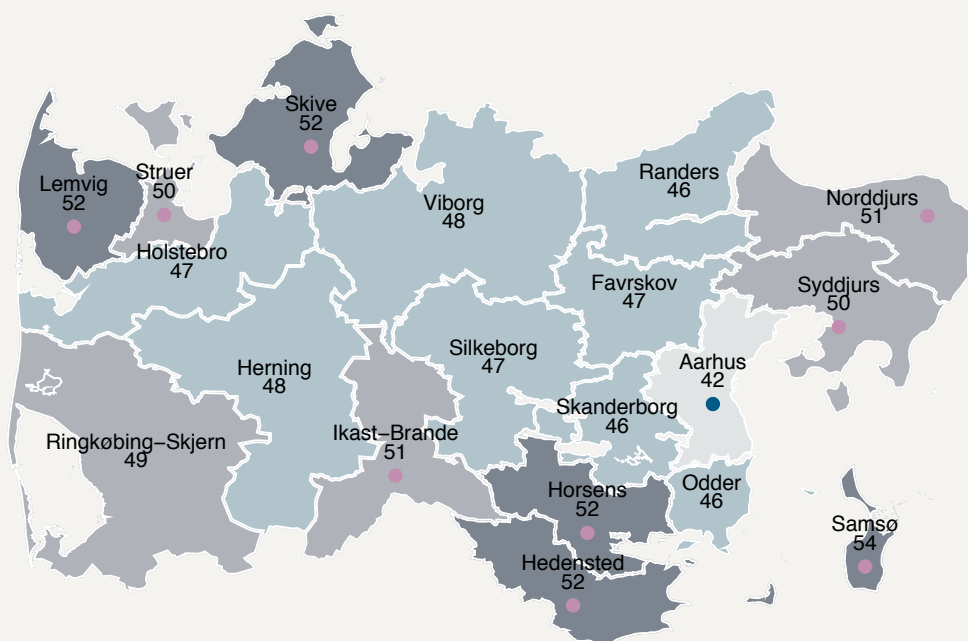 Skive
52
Lemvig
52
Struer
50
Randers
46
Norddjurs
51
Viborg
48
Holstebro
47
Favrskov
47
Syddjurs
50
Silkeborg
47
Herning
48
Aarhus
42
Skanderborg
46
Ikast−Brande
51
Ringkøbing−Skjern
49
Horsens
52
Odder
46
Samsø
54
Hedensted
52